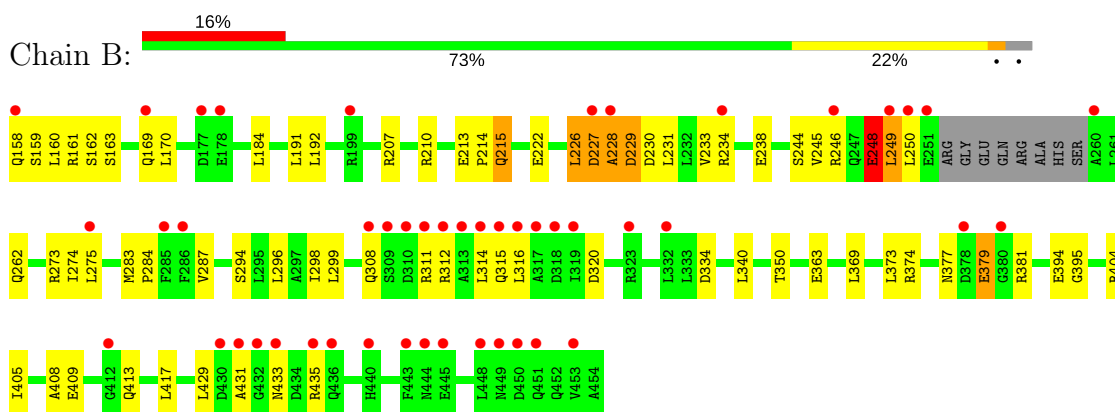 16%
Chain B:
73% 22% • •
Q158 S159 L160 R161 S162 S163 Q169 L170 D177 E178 L184 L191 L192 R199 R207 R210 E213 P214 Q215 E222 L226 D227 A228 D229 D230 L231 L232 V233 R234 E238 S244 V245 R246 Q247 E248 L249 L250 E251 ARG GLY GLU GLN ARG ALA HIS SER A260 L261
Q262 R273 I274 L275 M283 P284 F285 F286 V287 S294 L295 L296 A297 I298 L299 Q308 S309 D310 R311 R312 A313 L314 Q315 L316 A317 D318 I319 D320 R323 L332 L333 D334 L340 T350 E363 L369 L373 R374 N377 D378 E379 G380 R381 E394 G395 R404
I405 A408 E409 G412 Q413 L417 L429 D430 A431 G432 N433 D434 R435 Q436 H440 F443 N444 E445 L448 N449 D450 Q451 Q452 V453 A454